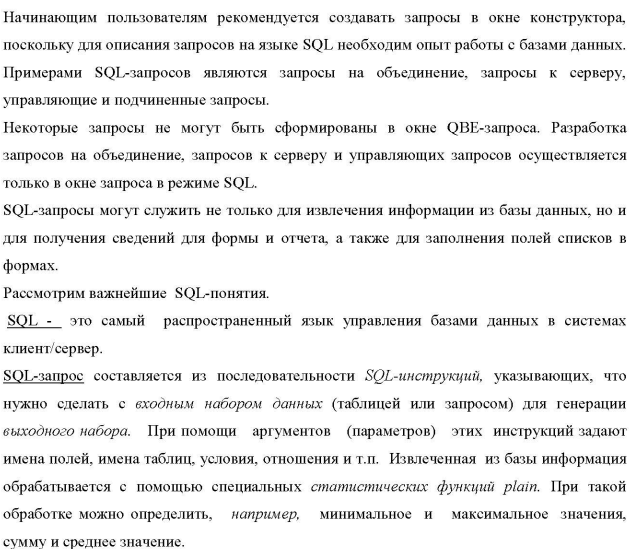 Начинающим пользователям рекомендуется создавать запросы в окне конструктора,
поскольку для описания запросов на языке SQL необходим опыт работы с базами данных.
Примерами SQL-запросов являются запросы на объединение, запросы к серверу,
управляющие и подчиненные запросы.
Некоторые запросы не могут быть сформированы в окне QBE-запроса. Разработка
запросов на объединение, запросов к серверу и управляющих запросов осуществляется
только в окне запроса в режиме SQL.
SQL-запросы могут служить не только для извлечения информации из базы данных, но и
для получения сведений для формы и отчета, а также для заполнения полей списков в
формах.
Рассмотрим важнейшие SQL-понятия.
SQL - это самый распространенный язык управления базами данных в системах
клиент/сервер.
SQL-запрос составляется из последовательности SQL-инструкций, указывающих, что
нужно сделать с входным набором данных (таблицей или запросом) для генерации
выходного набора. При помощи аргументов (параметров) этих инструкций задают
имена полей, имена таблиц, условия, отношения и т.п. Извлеченная из базы информация
обрабатывается с помощью специальных статистических функций plain. При такой
обработке можно определить, например, минимальное и максимальное значения,
сумму и среднее значение.